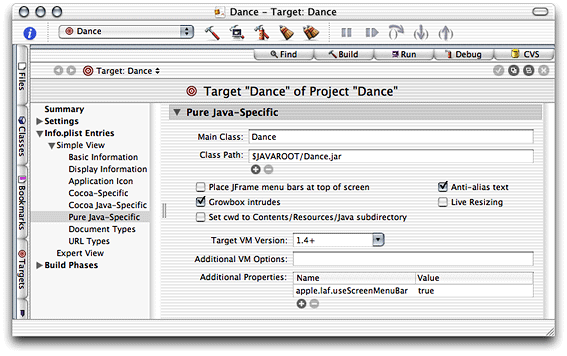 Dance – Target: Dance
Dance
Find
Build
Run
Debug
CVS
Target: Dance
Files
Classes
Bookmarks
Targets
Target "Dance" of Project "Dance"
Summary
Settings
Info.plist Entries
Simple View
Basic Information
Display Information
Application Icon
Cocoa-Specific
Cocoa Java-Specific
Pure Java-Specific
Document Types
URL Types
Expert View
Build Phases
Pure Java-Specific
Main Class: Dance
Class Path: $JAVAROOT/Dance.jar
Place JFrame menu bars at top of screen
Anti-alias text
Growbox intrudes
Live Resizing
Set cwd to Contents/Resources/Java subdirectory
Target VM Version: 1.4+
Additional VM Options:
Additional Properties:
Name Value
apple.laf.useScreenMenuBar true